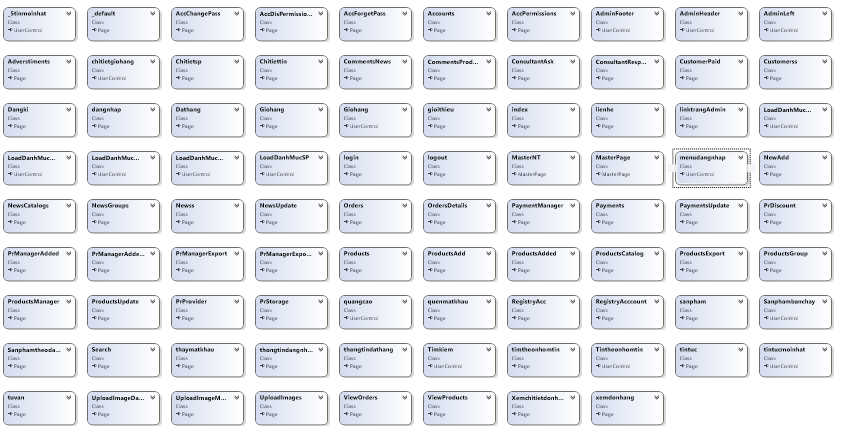 _5tinmoinhat _default AccChangePass AccDisPermissio... AccForgetPass Accounts AccPermissions AdminFooter AdminHeader AdminLeft
Class Class Class Class Class Class Class Class Class Class
UserControl Page Page Page Page Page Page UserControl UserControl UserControl
Adverstiments chitietgiohang Chitietsp Chitiettin CommentsNews CommentsProd... ConsultantAsk ConsultantResp... CustomerPaid Customerss
Class Class Class Class Class Class Class Class Class Class
Page UserControl Page Page Page Page Page Page Page Page
Dangki dangnhap Dathang Giohang Giohang gioithieu index lienhe linktrangAdmin LoadDanhMuc...
Class Class Class Class Class Class Class Class Class Class
Page Page Page Page UserControl Page Page Page Page UserControl
LoadDanhMuc... LoadDanhMuc... LoadDanhMuc... LoadDanhMucSP login logout MasterNT MasterPage menudangnhap NewAdd
Class Class Class Class Class Class Class Class Class Class
UserControl UserControl UserControl UserControl Page Page MasterPage MasterPage UserControl Page
NewsCatalogs NewsGroups Newss NewsUpdate Orders OrdersDetails PaymentManager Payments PaymentsUpdate PrDiscount
Class Class Class Class Class Class Class Class Class Class
Page Page Page Page Page Page Page Page Page Page
PrManagerAdded PrManagerAdde... PrManagerExport PrManagerExpo... Products ProductsAdd ProductsAdded ProductsCatalog ProductsExport ProductsGroup
Class Class Class Class Class Class Class Class Class Class
Page Page Page Page Page Page Page Page Page Page
ProductsManager ProductsUpdate PrProvider PrStorage quangcao quenmatkhau RegistryAcc RegistryAcccount sanpham Sanphambanchay
Class Class Class Class Class Class Class Class Class Class
Page Page Page Page UserControl Page Page Page Page UserControl
Sanphamtheoda... Search thaymatkhau thongtindangnh... thongtindathang Timkiem tintheonhomtin Tintheonhomtin tintuc tintucmoinhat
Class Class Class Class Class Class Class Class Class Class
Page Page Page Page Page UserControl Page UserControl Page UserControl
tuvan UploadImageDa... UploadImageM... UploadImages ViewOrders ViewProducts Xemchitietdonh... xemdonhang
Class Class Class Class Class Class Class Class
Page Page Page Page Page Page Page Page